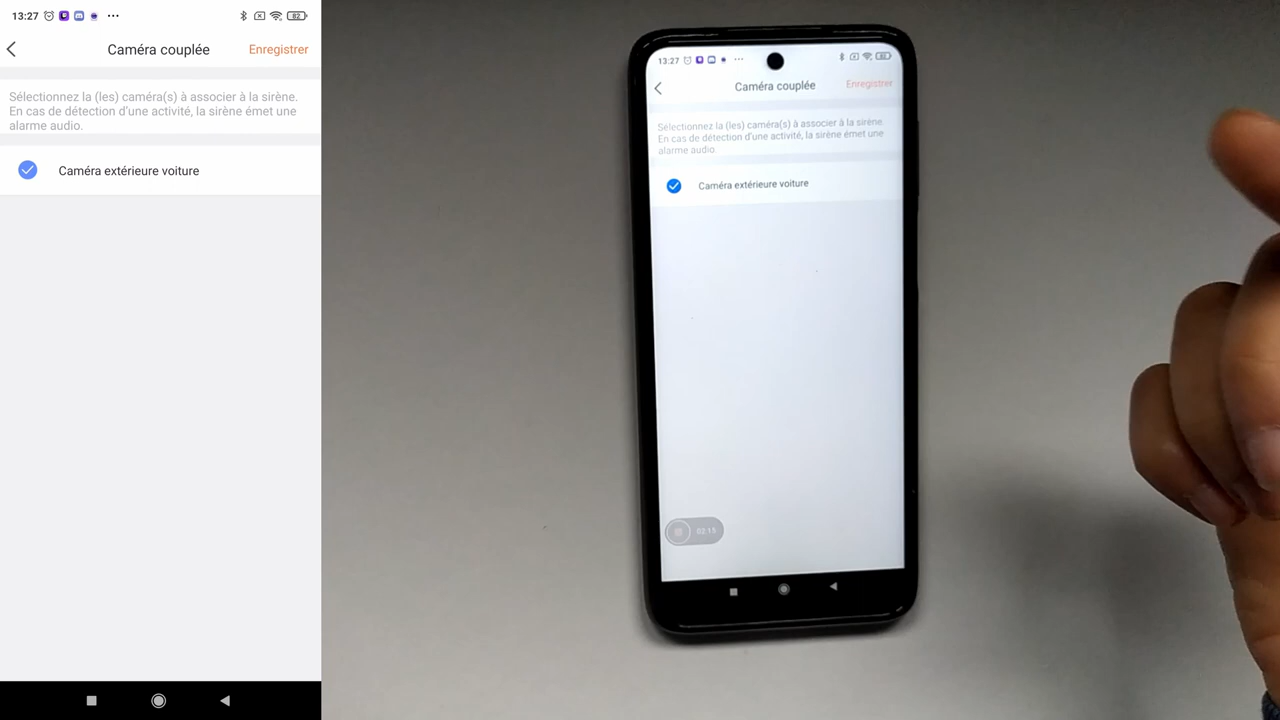 13:27
82
Caméra couplée
Enregistrer
Sélectionnez la (les) caméra(s) à associer à la sirène.
En cas de détection d'une activité, la sirène émet une
alarme audio.
Caméra extérieure voiture
13:27
Caméra couplée
Enregistrer
Sélectionnez la (les) caméra(s) à associer à la sirène.
En cas de détection d'une activité, la sirène émet une
alarme audio.
Caméra extérieure voiture
02:15